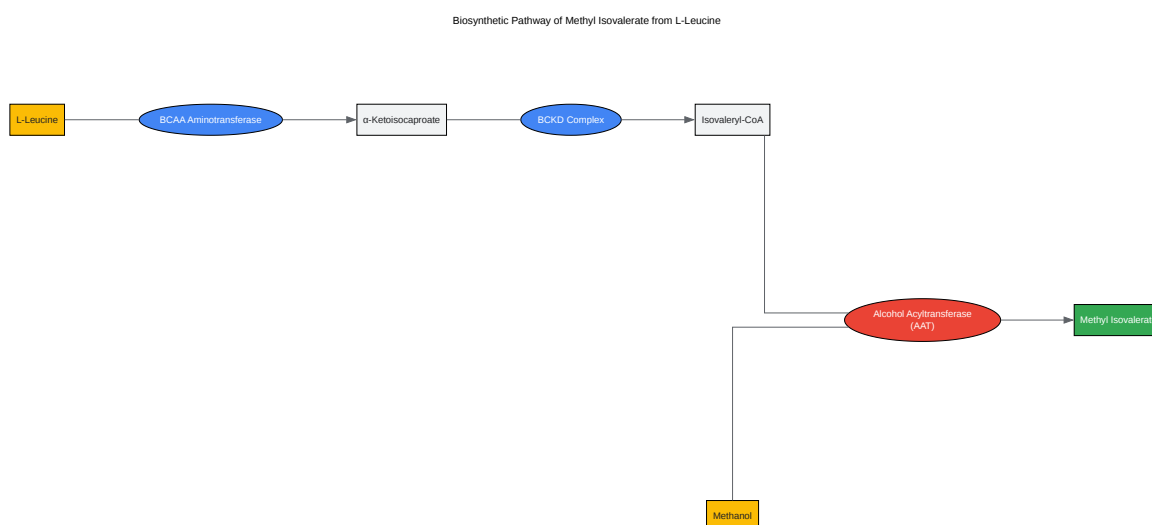 Biosynthetic Pathway of Methyl Isovalerate from L-Leucine
L-Leucine
BCAA Aminotransferase
α-Ketoisocaproate
BCKD Complex
Isovaleryl-CoA
Alcohol Acyltransferase
(AAT)
Methyl Isovalerat
Methanol